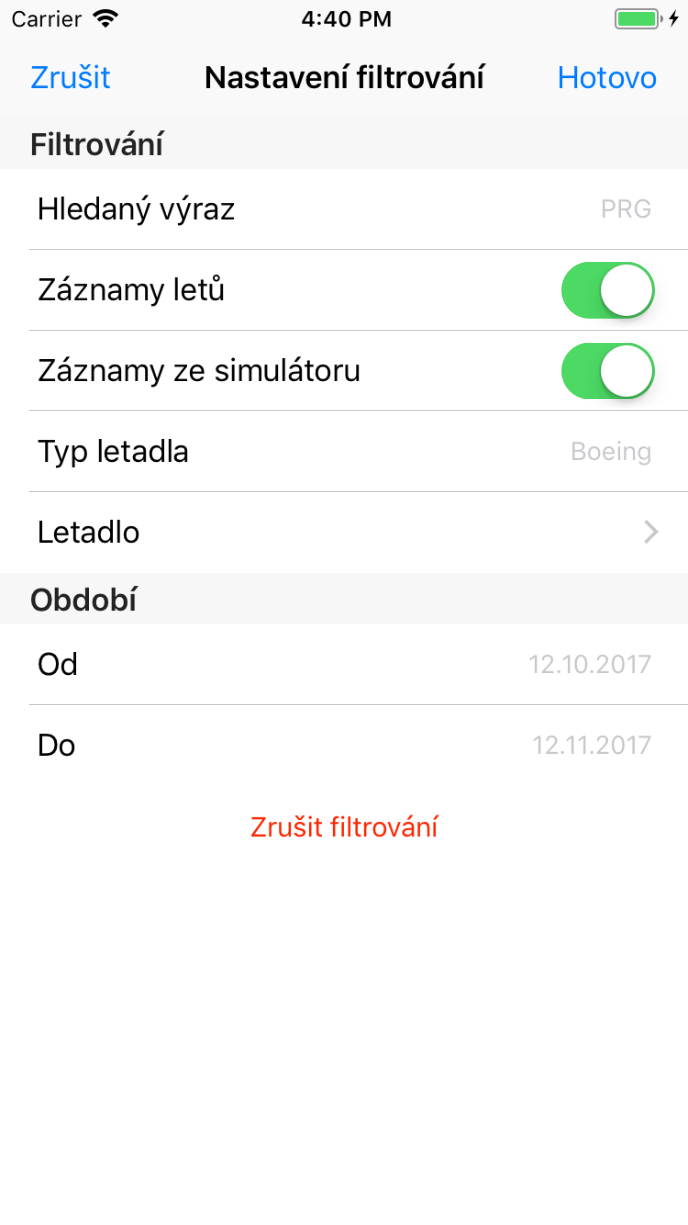 Carrier 4:40 PM
Zrušit Nastavení filtrování Hotovo
Filtrování
Hledaný výraz PRG
Záznamy letů
Záznamy ze simulátoru
Typ letadla Boeing
Letadlo
Období
Od 12.10.2017
Do 12.11.2017
Zrušit filtrování